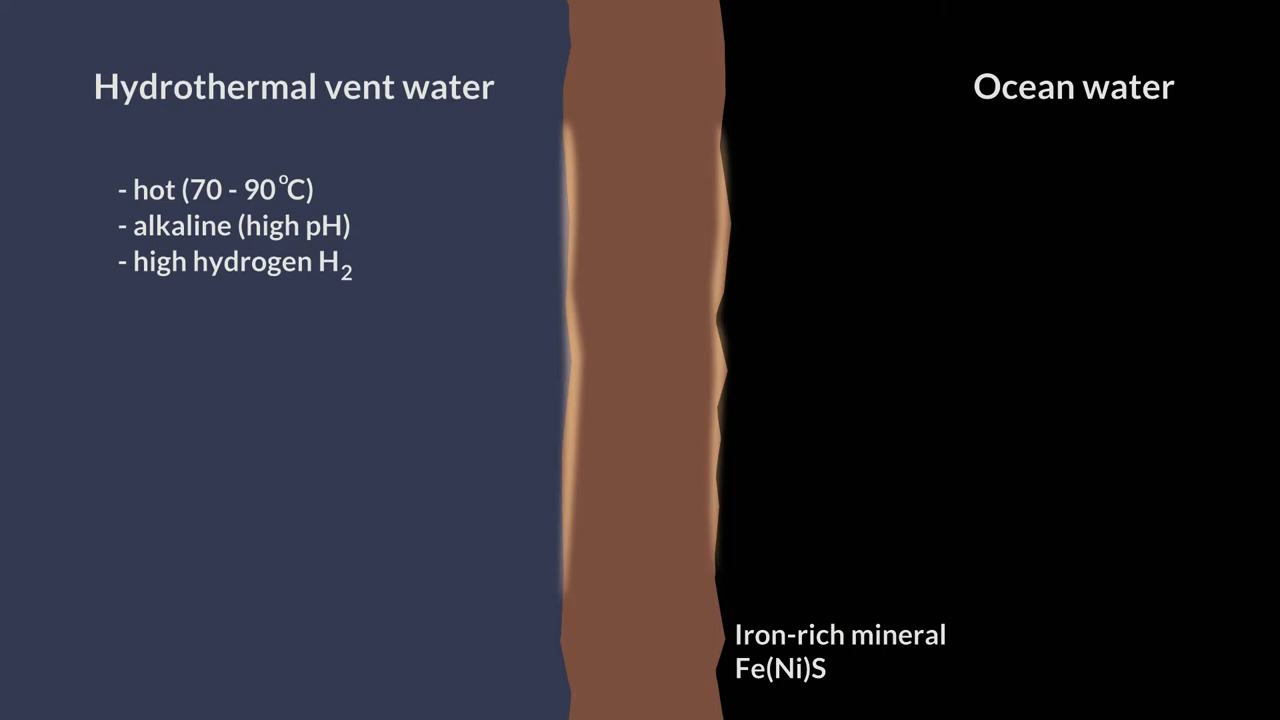 Hydrothermal vent water
Ocean water
- hot (70 - 90°C)
- alkaline (high pH)
- high hydrogen H₂
Iron-rich mineral
Fe(Ni)S